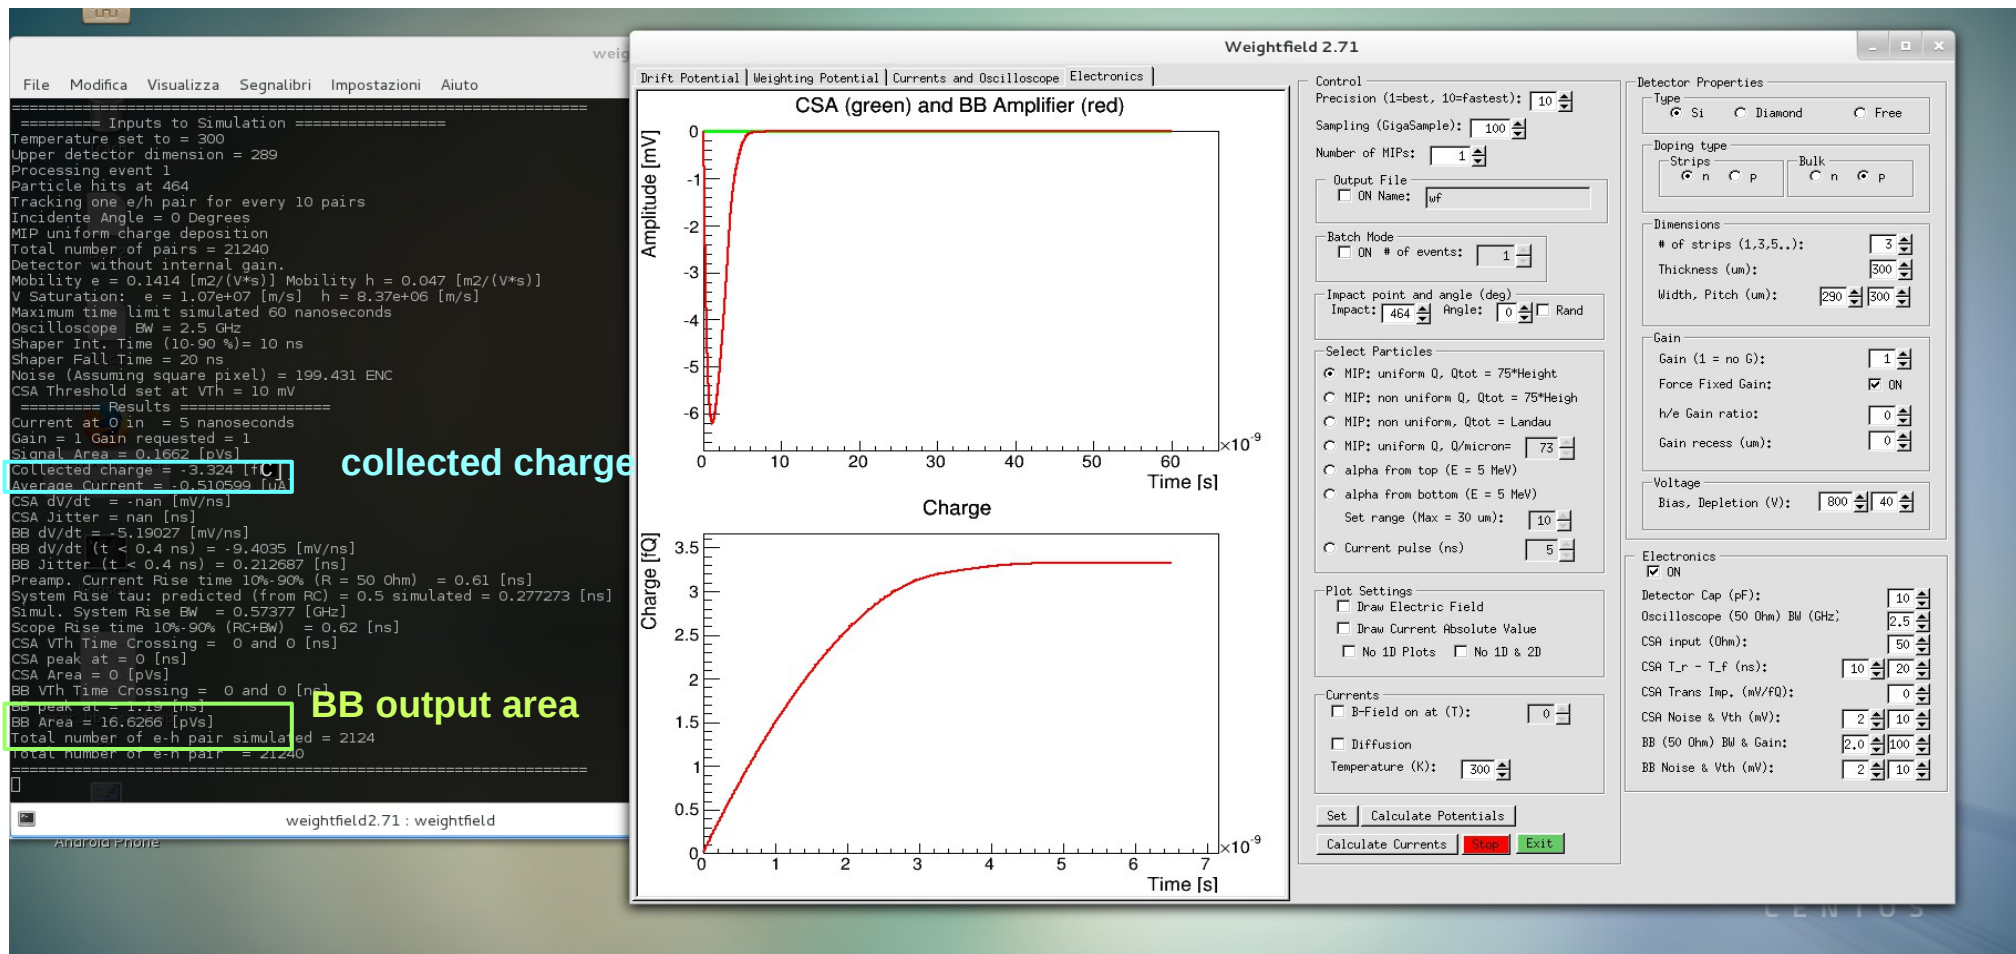 weig
File Modifica Visualizza Segnalibri Impostazioni Aiuto
==============================================================
========= Inputs to Simulation ================
Temperature set to = 300
Upper detector dimension = 289
Processing event 1
Particle hits at 464
Tracking one e/h pair for every 10 pairs
Incidente Angle = 0 Degrees
MIP uniform charge deposition
Total number of pairs = 21240
Detector without internal gain.
Mobility e = 0.1414 [m2/(V*s)] Mobility h = 0.047 [m2/(V*s)]
V Saturation:  e = 1.07e+07 [m/s]  h = 8.37e+06 [m/s]
Maximum time limit simulated 60 nanoseconds
Oscilloscope  BW = 2.5 GHz
Shaper Int. Time (10-90 %)= 10 ns
Shaper Fall Time = 20 ns
Noise (Assuming square pixel) = 199.431 ENC
CSA Threshold set at VTh = 10 mV
========= Results ================
Current at 0 in  = 5 nanoseconds
Gain = 1 Gain requested = 1
Signal Area = 0.1662 [pVs]
Collected charge = -3.324 [fC]
Average Current = -0.510599 [uA
CSA dV/dt  = -nan [mV/ns]
CSA Jitter = nan [ns]
BB dV/dt = -5.19027 [mV/ns]
BB dV/dt (t < 0.4 ns) = -9.4035 [mV/ns]
BB Jitter (t < 0.4 ns) = 0.212687 [ns]
Preamp. Current Rise time 10%-90% (R = 50 Ohm)  = 0.61 [ns]
System Rise tau: predicted (from RC) = 0.5 simulated = 0.277273 [ns]
Simul. System Rise BW  = 0.57377 [GHz]
Scope Rise time 10%-90% (RC+BW)  = 0.62 [ns]
CSA VTh Time Crossing =  0 and 0 [ns]
CSA peak at = 0 [ns]
CSA Area = 0 [pVs]
BB VTh Time Crossing =  0 and 0 [ns]
BB peak at = 1.19 [ns]
BB Area = 16.6266 [pVs]
Total number of e-h pair simulated = 2124
Total number of e-h pair  = 21240
==============================================================
collected charge
BB output area
weightfield2.71 : weightfield
Android Phone
Weightfield 2.71
Drift Potential Weighting Potential Currents and Oscilloscope Electronics
CSA (green) and BB Amplifier (red)
Amplitude [mV]
0
-1
-2
-3
-4
-5
-6
0 10 20 30 40 50 60
×10-9
Time [s]
Charge
Charge [fQ]
3.5
3
2.5
2
1.5
1
0.5
0
0 1 2 3 4 5 6 7
×10-9
Time [s]
Control
Precision (1=best, 10=fastest): 10
Sampling (GigaSample): 100
Number of MIPs: 1
Output File
ON Name: wf
Batch Mode
ON # of events: 1
Impact point and angle (deg)
Impact: 464 Angle: 0 Rand
Select Particles
MIP: uniform Q, Qtot = 75*Height
MIP: non uniform Q, Qtot = 75*Heigh
MIP: non uniform, Qtot = Landau
MIP: uniform Q, Q/micron= 73
alpha from top (E = 5 MeV)
alpha from bottom (E = 5 MeV)
Set range (Max = 30 um): 10
Current pulse (ns) 5
Plot Settings
Draw Electric Field
Draw Current Absolute Value
No 1D Plots No 1D & 2D
Currents
B-Field on at (T): 0
Diffusion
Temperature (K): 300
Set Calculate Potentials
Calculate Currents Stop Exit
Detector Properties
Type
Si Diamond Free
Doping type
Strips Bulk
n p n p
Dimensions
# of strips (1,3,5..): 3
Thickness (um): 300
Width, Pitch (um): 290 300
Gain
Gain (1 = no G): 1
Force Fixed Gain: ON
h/e Gain ratio: 0
Gain recess (um): 0
Voltage
Bias, Depletion (V): 800 40
Electronics
ON
Detector Cap (pF): 10
Oscilloscope (50 Ohm) BW (GHz; 2.5
CSA input (Ohm): 50
CSA T_r - T_f (ns): 10 20
CSA Trans Imp. (mV/fQ): 0
CSA Noise & Vth (mV): 2 10
BB (50 Ohm) BW & Gain: 2.0 100
BB Noise & Vth (mV): 2 10
CENTOS